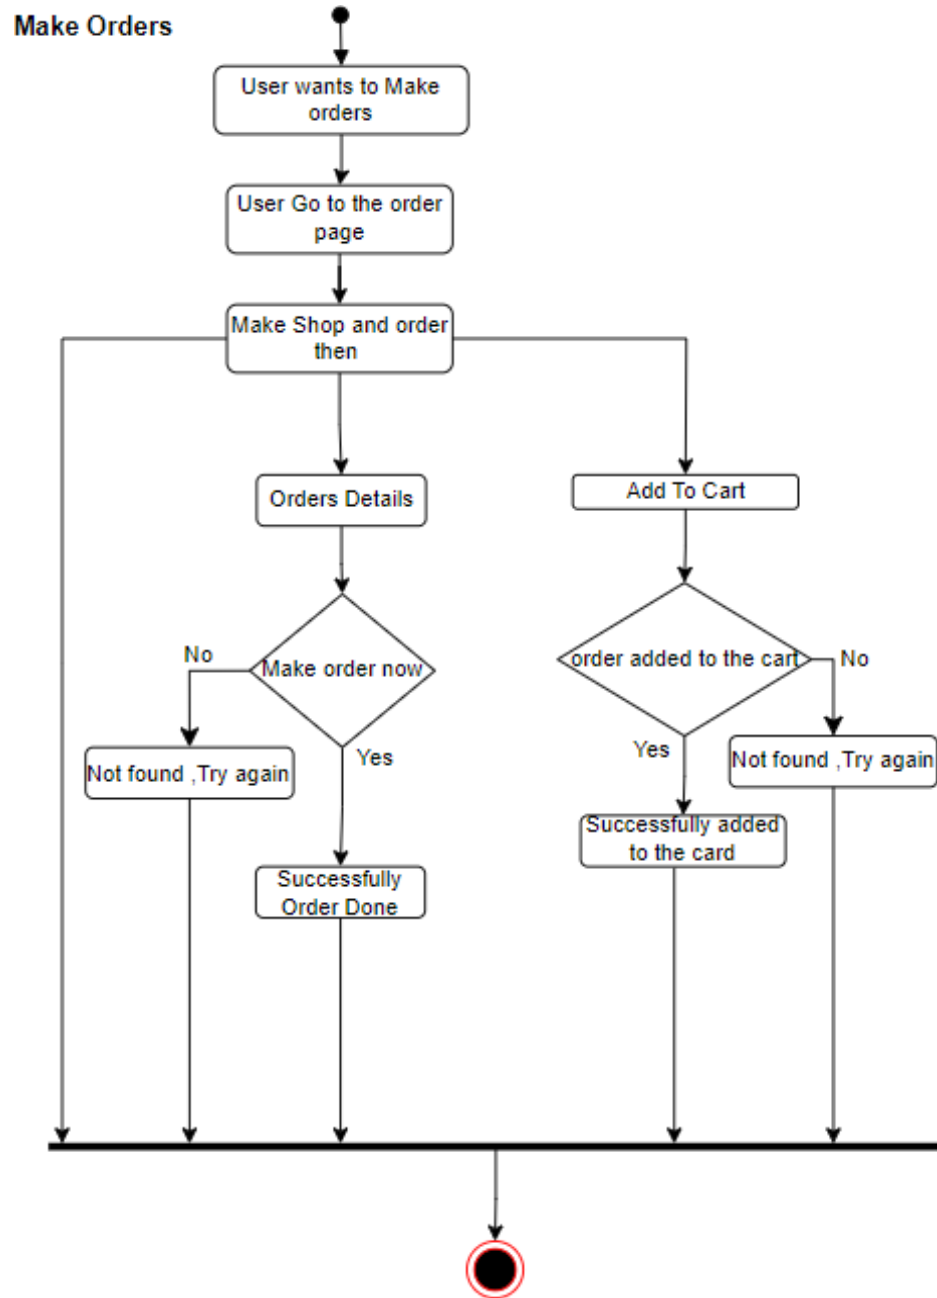 Make Orders
User wants to Make
orders
User Go to the order
page
Make Shop and order
then
Orders Details
Add To Cart
No
Make order now
order added to the cart
No
Yes
Yes
Not found ,Try again
Not found ,Try again
Successfully added
to the card
Successfully
Order Done